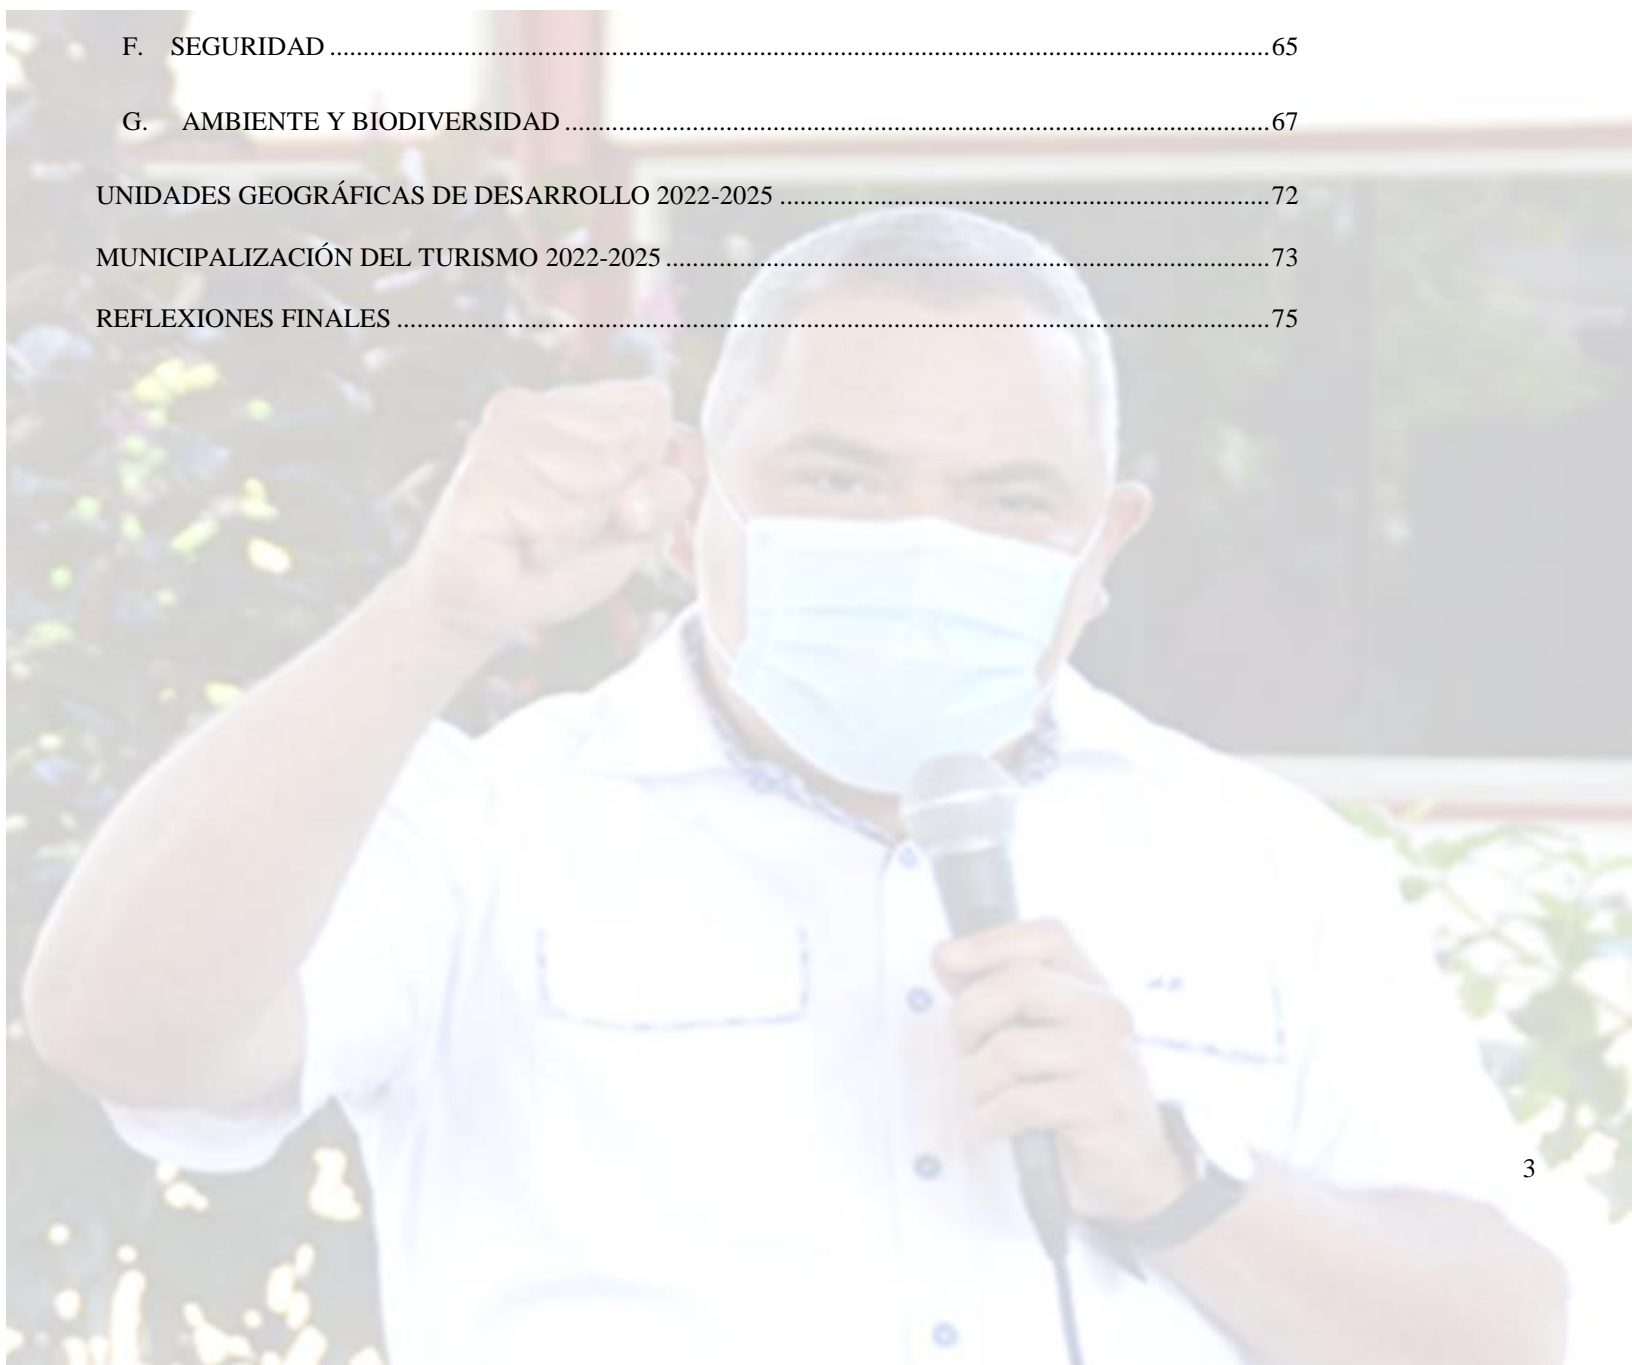 F. SEGURIDAD ........................................................................................................................................65
G. AMBIENTE Y BIODIVERSIDAD ......................................................................................................67
UNIDADES GEOGRÁFICAS DE DESARROLLO 2022-2025 .......................................................................72
MUNICIPALIZACIÓN DEL TURISMO 2022-2025 ........................................................................................73
REFLEXIONES FINALES ...............................................................................................................................75
3